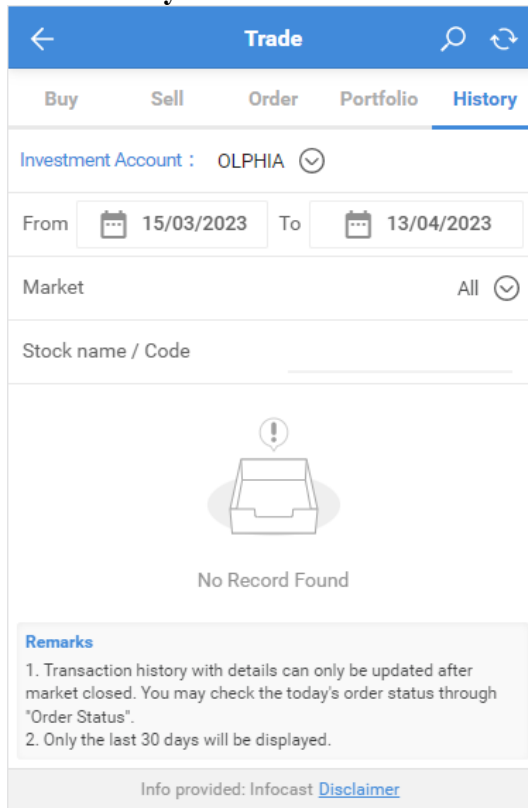 Trade
Buy Sell Order Portfolio History
Investment Account : OLPHIA
From 15/03/2023 To 13/04/2023
Market All
Stock name / Code
No Record Found
Remarks
1. Transaction history with details can only be updated after
market closed. You may check the today's order status through
"Order Status".
2. Only the last 30 days will be displayed.
Info provided: Infocast Disclaimer